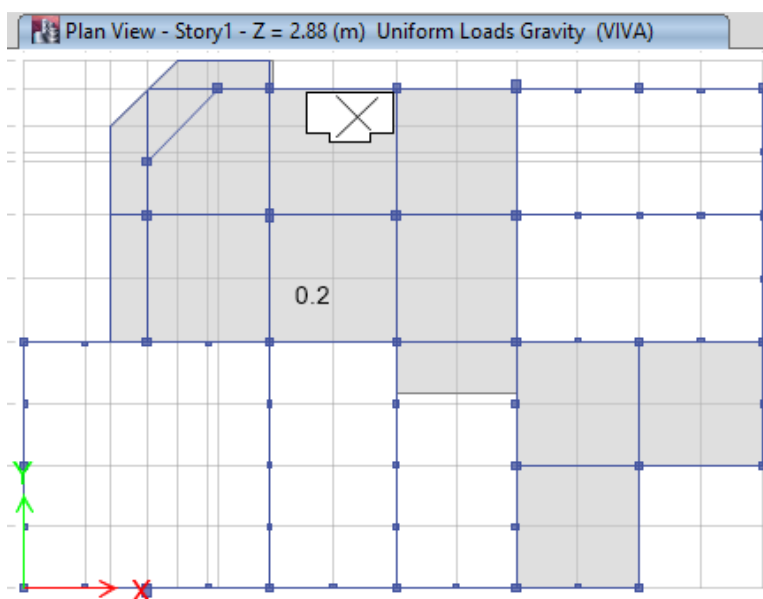 Plan View - Story1 - Z = 2.88 (m) Uniform Loads Gravity (VIVA)
0.2
Y
X